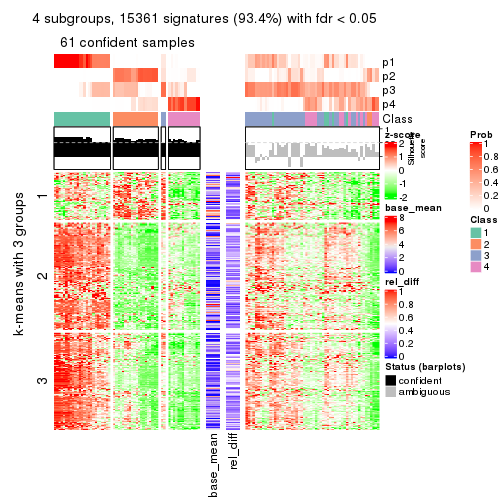 4 subgroups, 15361 signatures (93.4%) with fdr < 0.05
61 confident samples
p1
p2
p3
p4
Class
1
Silhouette
score
k-means with 3 groups
1
2
3
base_mean
rel_diff
z-score
2
1
0
-1
-2
base_mean
8
6
4
2
0
rel_diff
1
0.8
0.6
0.4
0.2
0
Status (barplots)
confident
ambiguous
Prob
1
0.8
0.6
0.4
0.2
0
Class
1
2
3
4